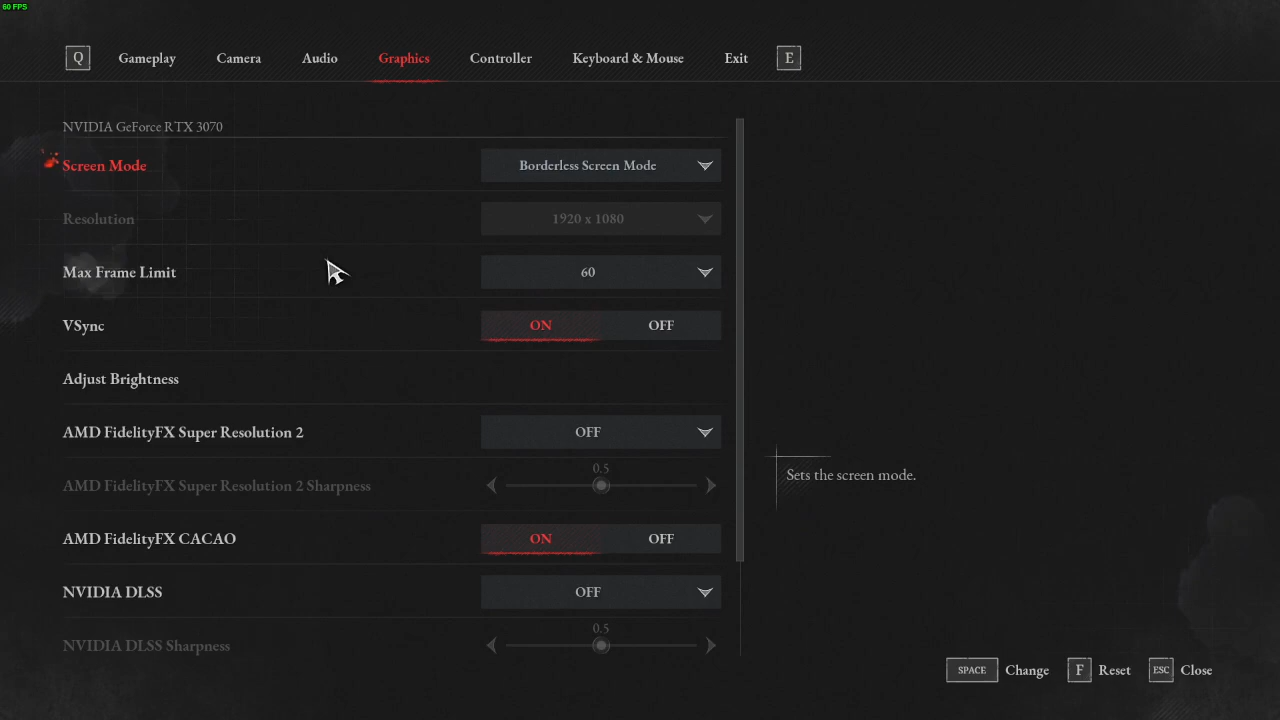 60 FPS
Q Gameplay Camera Audio Graphics Controller Keyboard & Mouse Exit E
NVIDIA GeForce RTX 3070
Screen Mode Borderless Screen Mode
Resolution 1920 x 1080
Max Frame Limit 60
VSync ON OFF
Adjust Brightness
AMD FidelityFX Super Resolution 2 OFF
0.5
AMD FidelityFX Super Resolution 2 Sharpness
Sets the screen mode.
AMD FidelityFX CACAO ON OFF
NVIDIA DLSS OFF
0.5
NVIDIA DLSS Sharpness
SPACE Change F Reset ESC Close